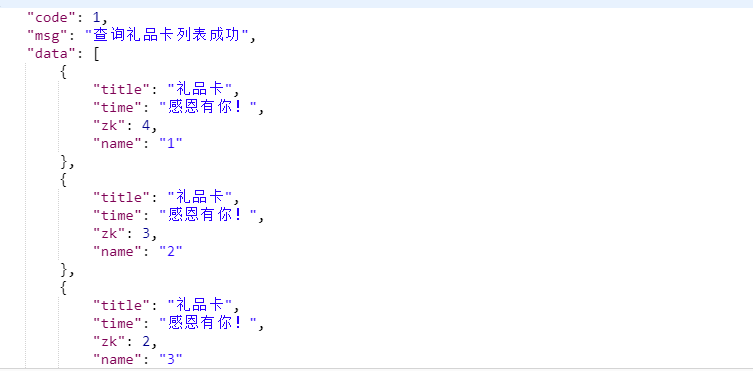 "code": 1,
"msg": "查询礼品卡列表成功",
"data": [
{
"title": "礼品卡",
"time": "感恩有你！",
"zk": 4,
"name": "1"
},
{
"title": "礼品卡",
"time": "感恩有你！",
"zk": 3,
"name": "2"
},
{
"title": "礼品卡",
"time": "感恩有你！",
"zk": 2,
"name": "3"